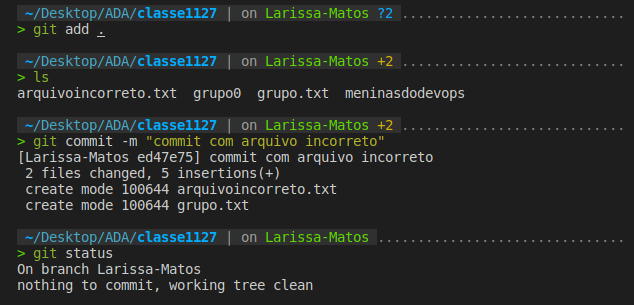 ~/Desktop/ADA/classe1127 | on Larissa-Matos ?2
> git add .
~/Desktop/ADA/classe1127 | on Larissa-Matos +2
> ls
arquivoincorreto.txt  grupo0  grupo.txt  meninasdodevops
~/Desktop/ADA/classe1127 | on Larissa-Matos +2
> git commit -m "commit com arquivo incorreto"
[Larissa-Matos ed47e75] commit com arquivo incorreto
 2 files changed, 5 insertions(+)
 create mode 100644 arquivoincorreto.txt
 create mode 100644 grupo.txt
~/Desktop/ADA/classe1127 | on Larissa-Matos
> git status
On branch Larissa-Matos
nothing to commit, working tree clean